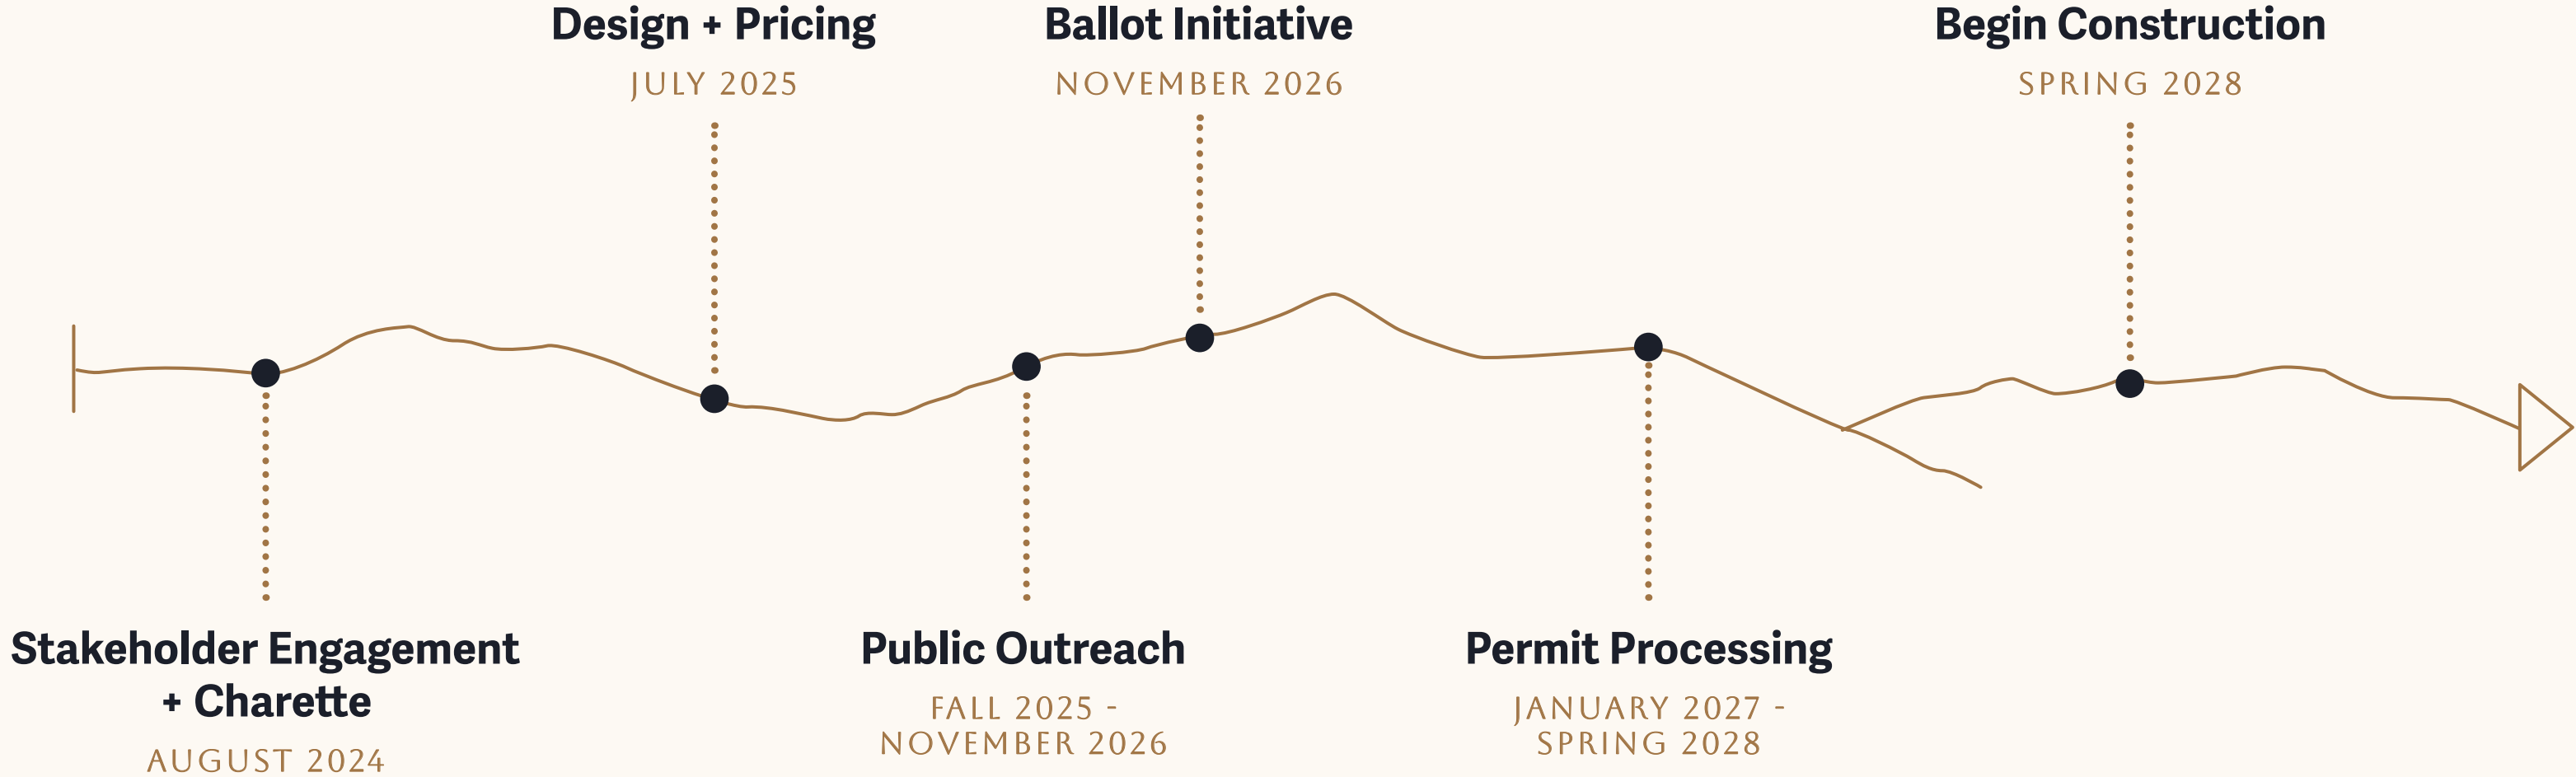 Design + Pricing
JULY 2025
Ballot Initiative
NOVEMBER 2026
Begin Construction
SPRING 2028
Stakeholder Engagement
+ Charette
AUGUST 2024
Public Outreach
FALL 2025 -
NOVEMBER 2026
Permit Processing
JANUARY 2027 -
SPRING 2028